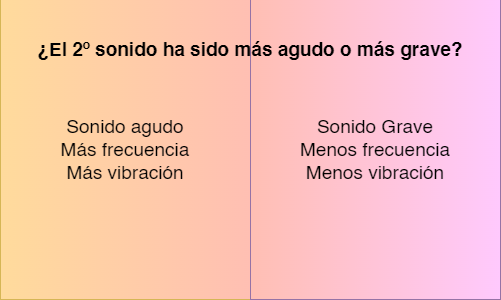 ¿El 2º sonido ha sido más agudo o más grave?
Sonido agudo
Más frecuencia
Más vibración
Sonido Grave
Menos frecuencia
Menos vibración